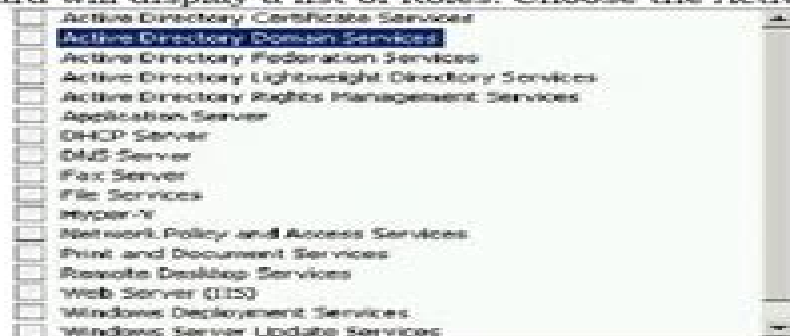 will display a list of Roles. Choose the
Active Directory Certificate Services
Active Directory Domain Services
Active Directory Federation Services
Active Directory Lightweight Directory Services
Active Directory Rights Management Services
Application Server
DHCP Server
DNS Server
Fax Server
File Services
Hyper-V
Network Policy and Access Services
Print and Document Services
Remote Desktop Services
Web Server (IIS)
Windows Deployment Services
Windows Server Update Services